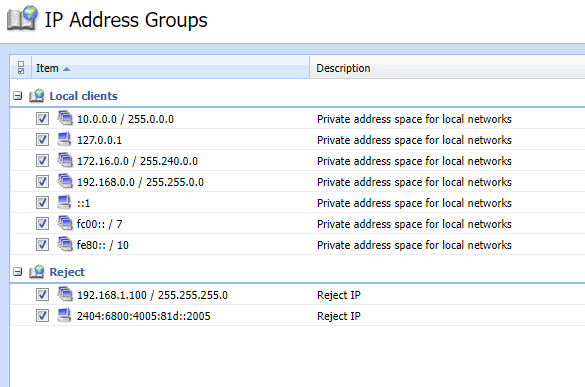 IP Address Groups
Item Description
Local clients
10.0.0.0 / 255.0.0.0 Private address space for local networks
127.0.0.1 Private address space for local networks
172.16.0.0 / 255.240.0.0 Private address space for local networks
192.168.0.0 / 255.255.0.0 Private address space for local networks
::1 Private address space for local networks
fc00:: / 7 Private address space for local networks
fe80:: / 10 Private address space for local networks
Reject
192.168.1.100 / 255.255.255.0 Reject IP
2404:6800:4005:81d::2005 Reject IP